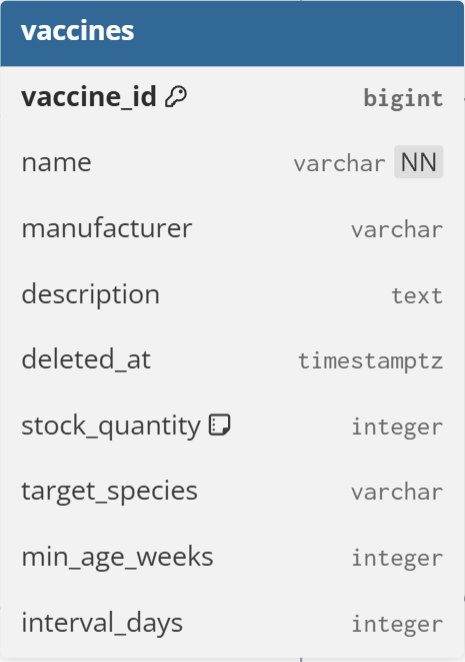 vaccines
vaccine_id bigint
name varchar NN
manufacturer varchar
description text
deleted_at timestamptz
stock_quantity integer
target_species varchar
min_age_weeks integer
interval_days integer